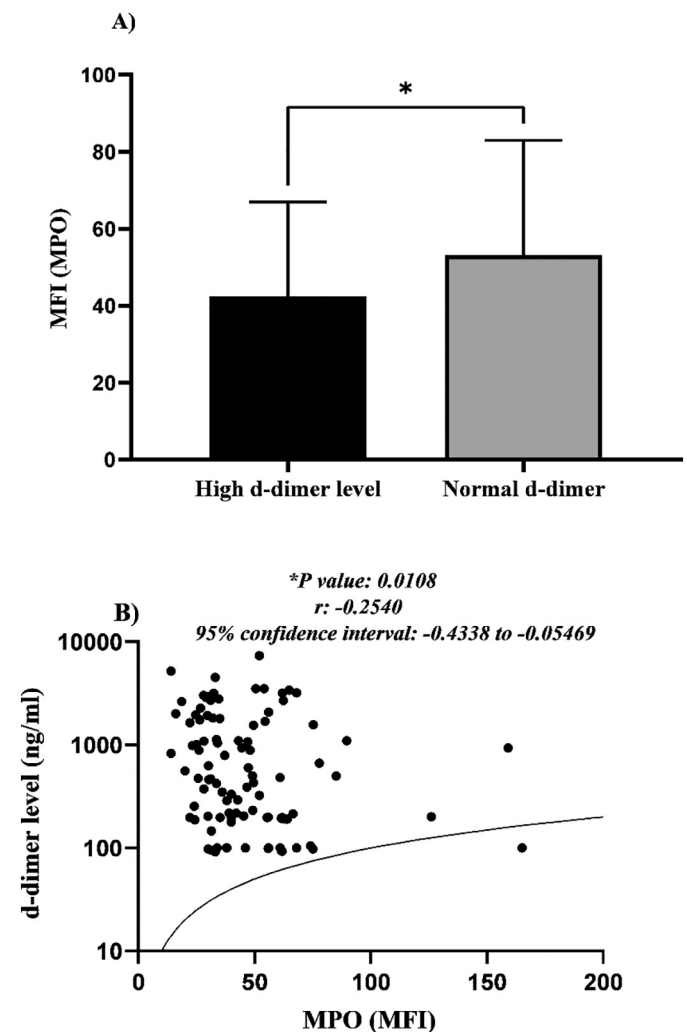 A)
*
100
80
60
40
20
0
MFI (MPO)
High d-dimer level
Normal d-dimer
*P value: 0.0108
r: -0.2540
95% confidence interval: -0.4338 to -0.05469
B)
10000
1000
100
10
d-dimer level (ng/ml)
0
50
100
150
200
MPO (MFI)